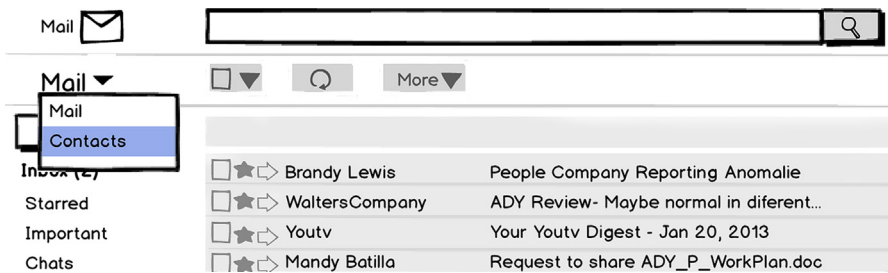 Mail
Mail
More
Mail
Contacts
Inbox (2)
Brandy Lewis People Company Reporting Anomalie
Starred WaltersCompany ADY Review- Maybe normal in diferent...
Important Youtv Your Youtv Digest - Jan 20, 2013
Chats Mandy Batilla Request to share ADY_P_WorkPlan.doc